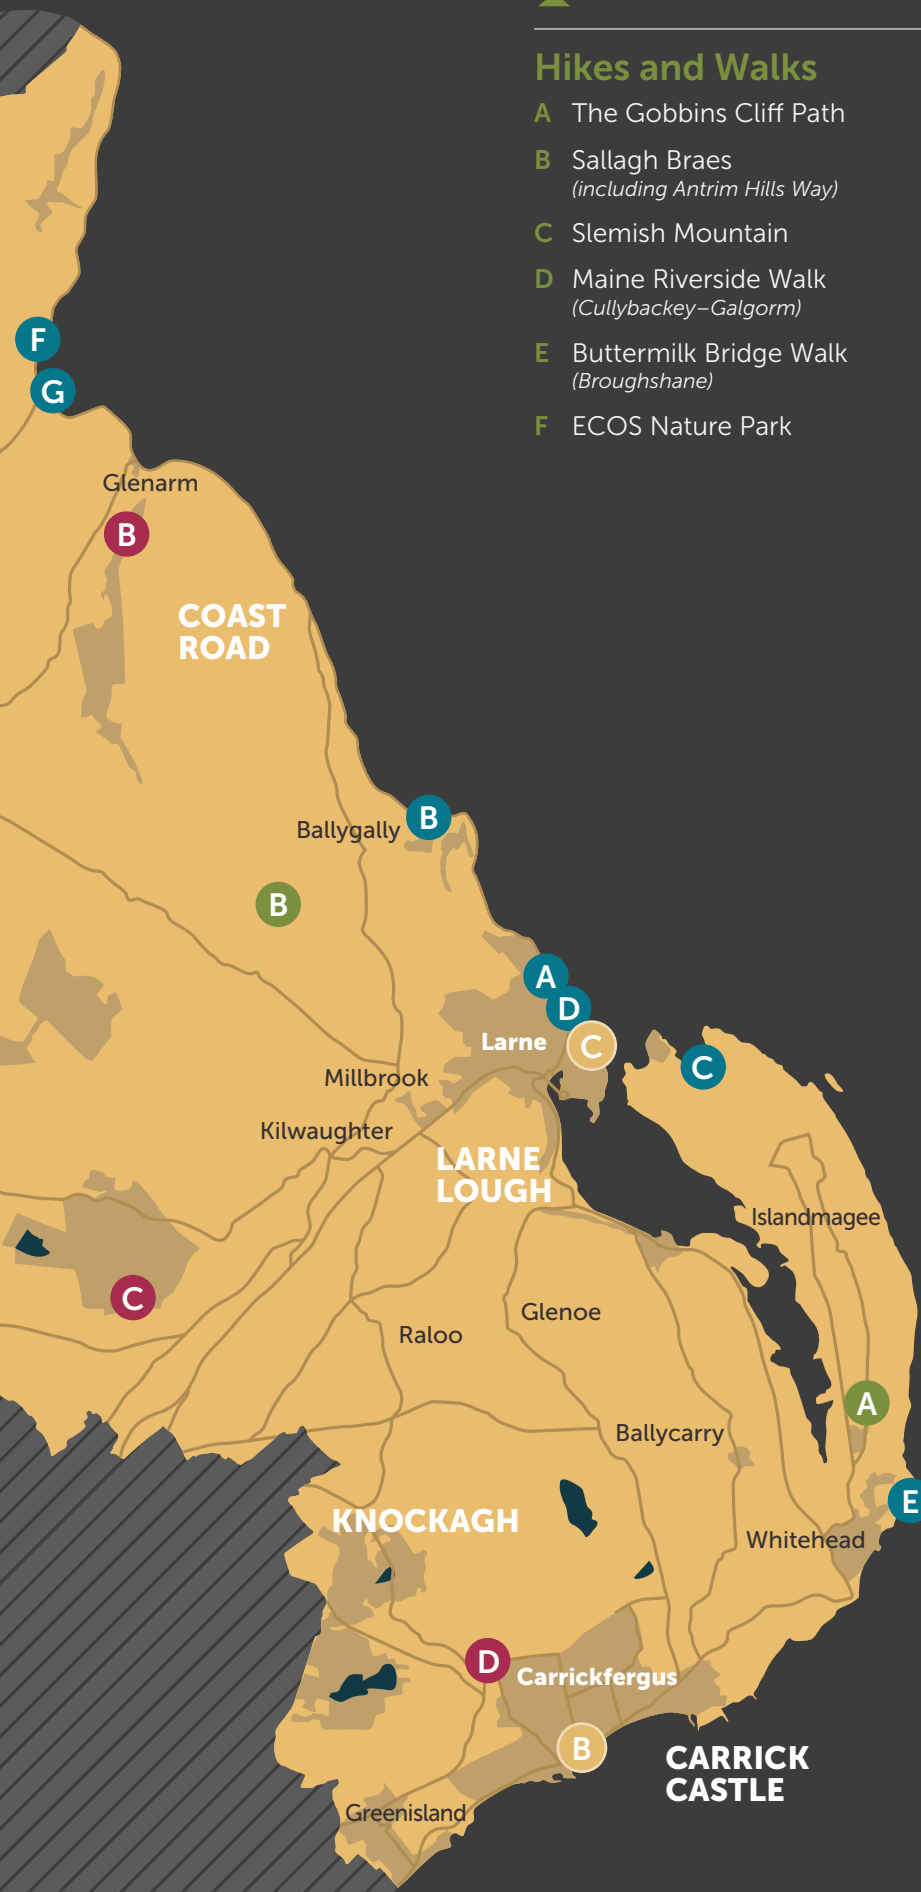 Hikes and Walks
A The Gobbins Cliff Path
B Sallagh Braes
(including Antrim Hills Way)
C Slemish Mountain
D Maine Riverside Walk
(Cullybackey–Galgorm)
E Buttermilk Bridge Walk
(Broughshane)
F ECOS Nature Park
F
G
Glenarm
B
COAST
ROAD
Ballygally
B
B
A
D
Larne
C
C
Millbrook
Kilwaughter
LARNE
LOUGH
Islandmagee
C
Glenoe
Raloo
A
Ballycarry
E
KNOCKAGH
Whitehead
D
Carrickfergus
B
CARRICK
CASTLE
Greenisland